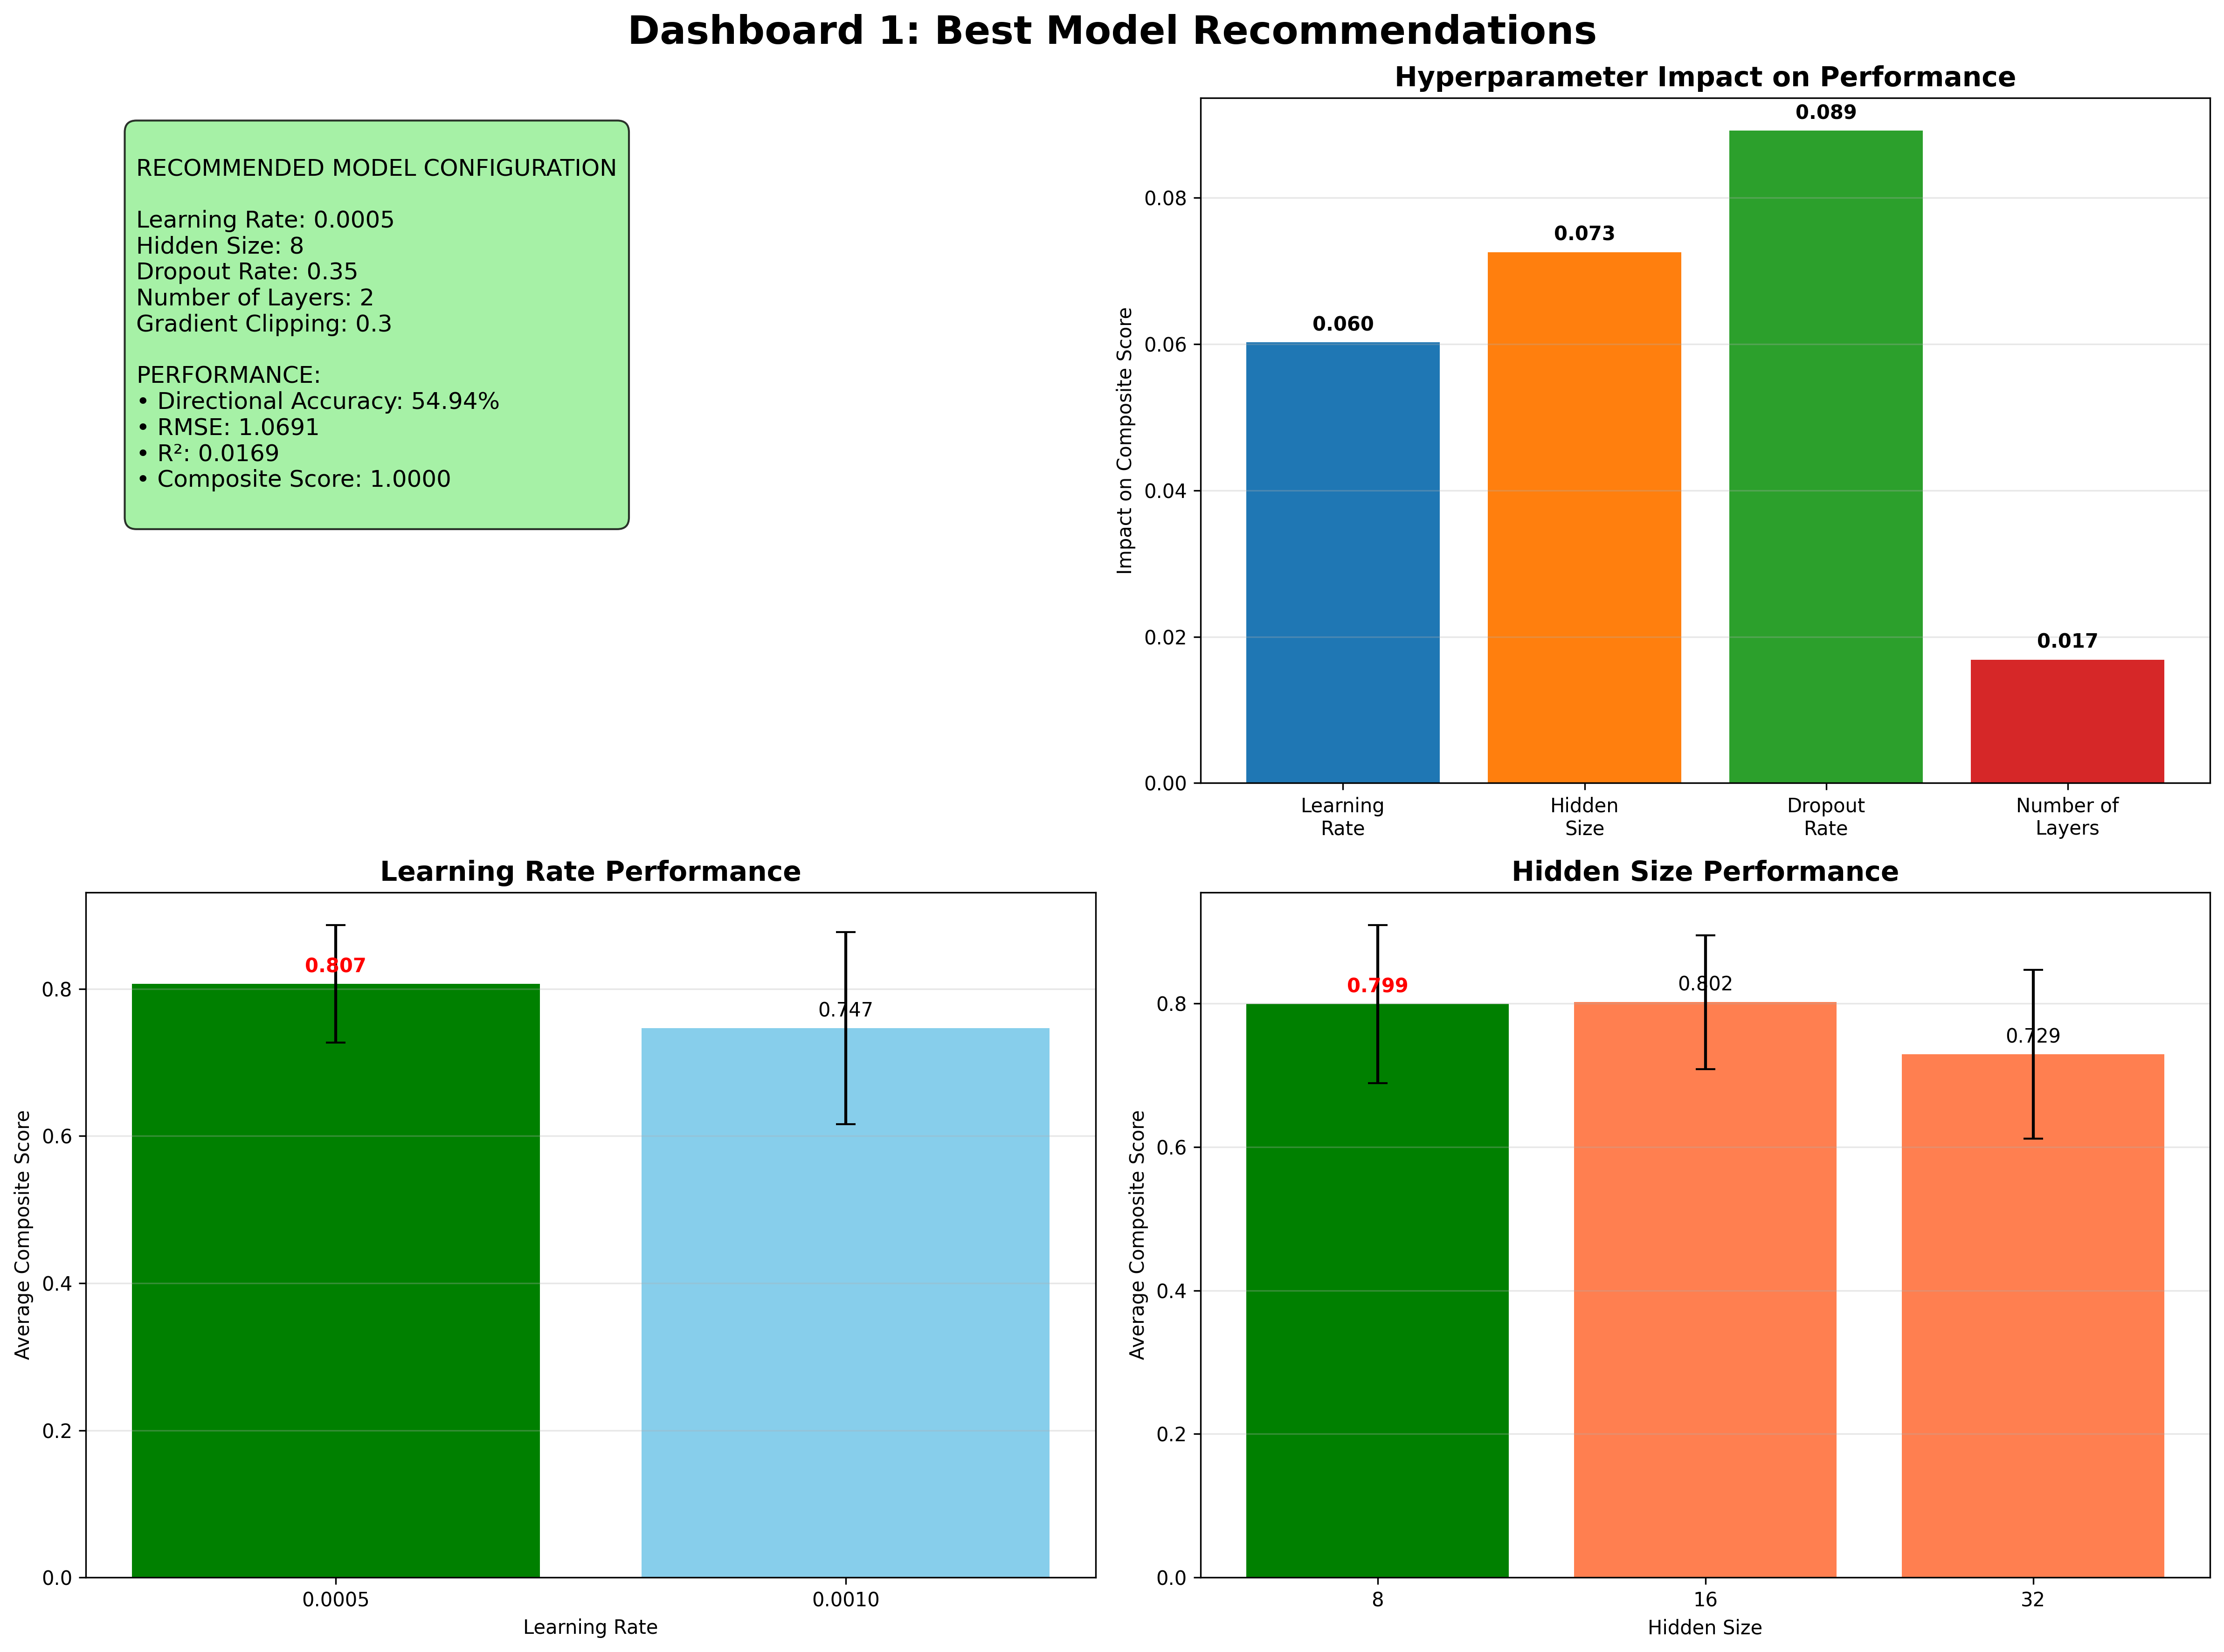 Dashboard 1: Best Model Recommendations
RECOMMENDED MODEL CONFIGURATION
Learning Rate: 0.0005
Hidden Size: 8
Dropout Rate: 0.35
Number of Layers: 2
Gradient Clipping: 0.3
PERFORMANCE:
• Directional Accuracy: 54.94%
• RMSE: 1.0691
• R²: 0.0169
• Composite Score: 1.0000
Hyperparameter Impact on Performance
Impact on Composite Score
0.08
0.06
0.04
0.02
0.00
0.060
0.073
0.089
0.017
Learning
Rate
Hidden
Size
Dropout
Rate
Number of
Layers
Learning Rate Performance
Average Composite Score
0.8
0.6
0.4
0.2
0.0
0.807
0.747
0.0005
0.0010
Learning Rate
Hidden Size Performance
Average Composite Score
0.8
0.6
0.4
0.2
0.0
0.799
0.802
0.729
8
16
32
Hidden Size